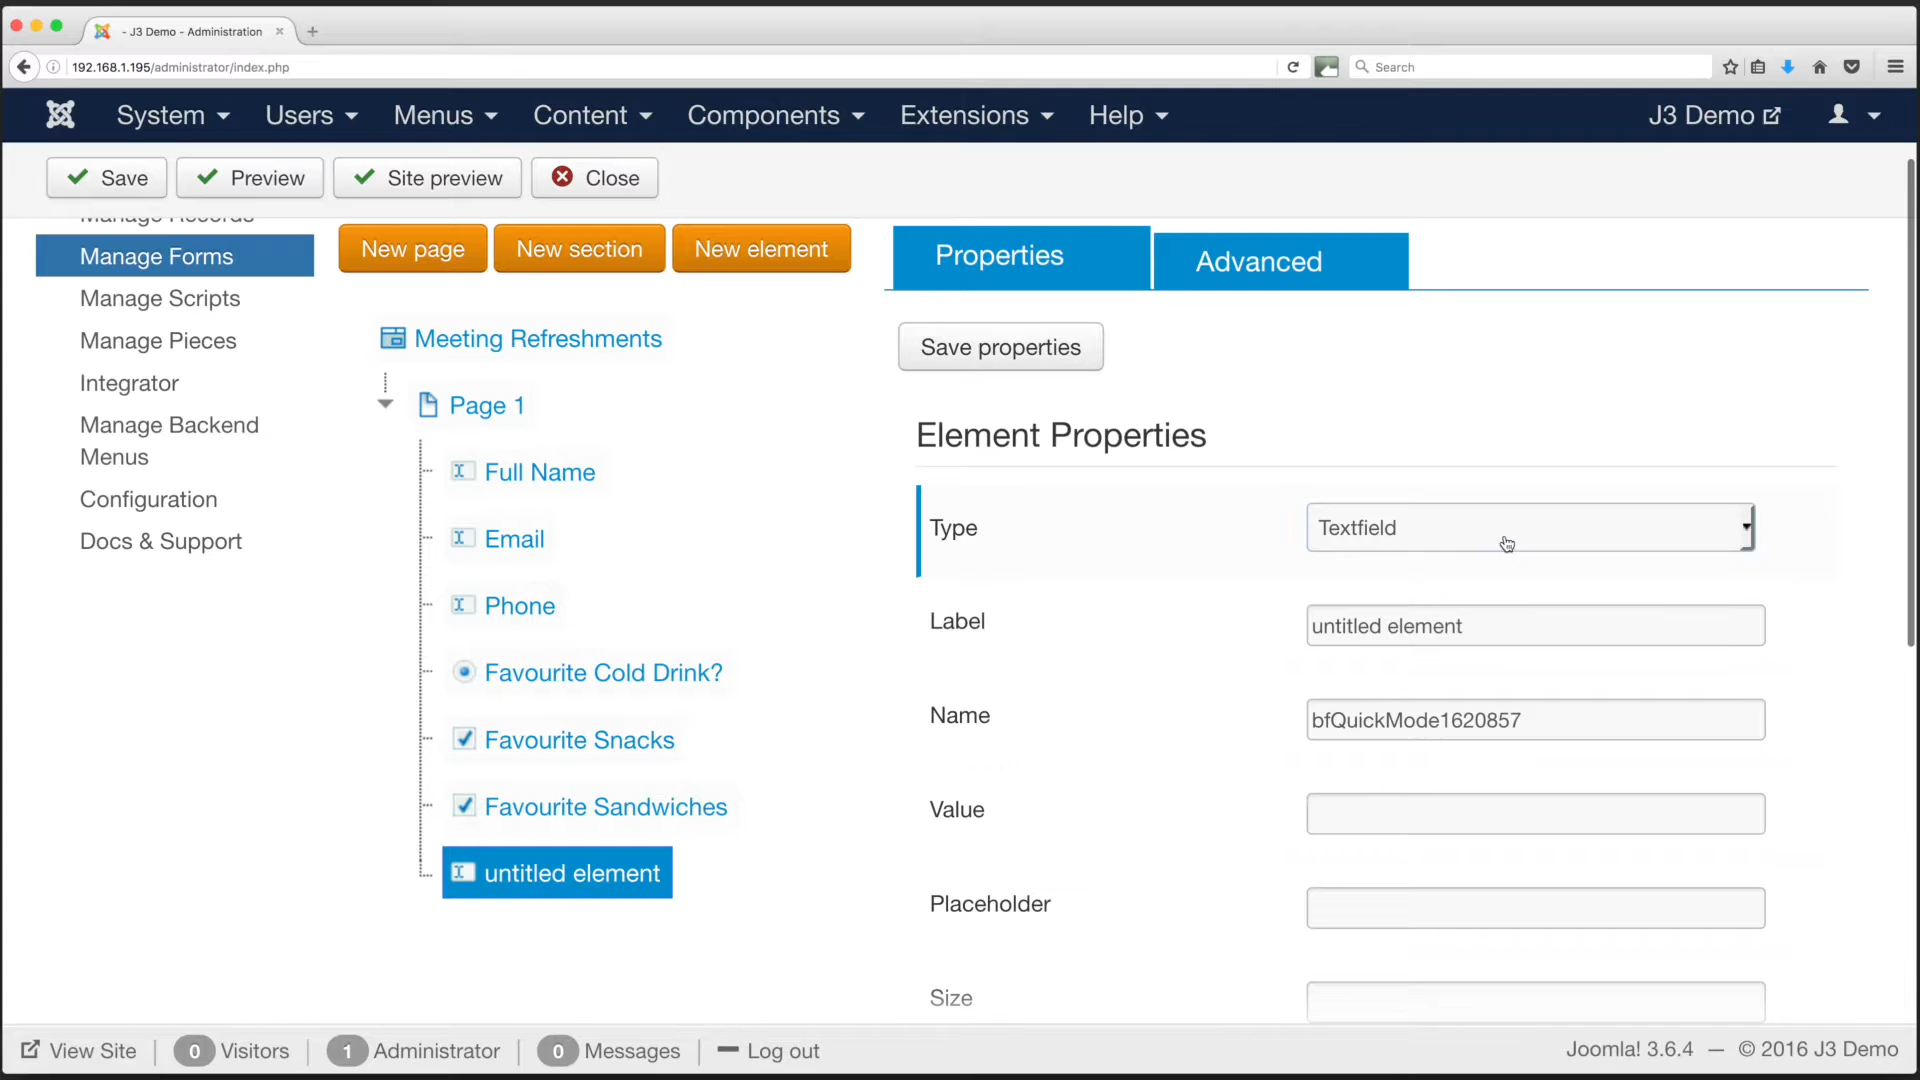 - J3 Demo - Administration
192.168.1.195/administrator/index.php
Search
System
Users
Menus
Content
Components
Extensions
Help
J3 Demo
Save
Preview
Site preview
Close
Manage Records
Manage Forms
Manage Scripts
Manage Pieces
Integrator
Manage Backend
Menus
Configuration
Docs & Support
New page
New section
New element
Meeting Refreshments
Page 1
Full Name
Email
Phone
Favourite Cold Drink?
Favourite Snacks
Favourite Sandwiches
untitled element
Properties
Advanced
Save properties
Element Properties
Type
Textfield
Label
untitled element
Name
bfQuickMode1620857
Value
Placeholder
Size
View Site
0 Visitors
1 Administrator
0 Messages
Log out
Joomla! 3.6.4 — © 2016 J3 Demo